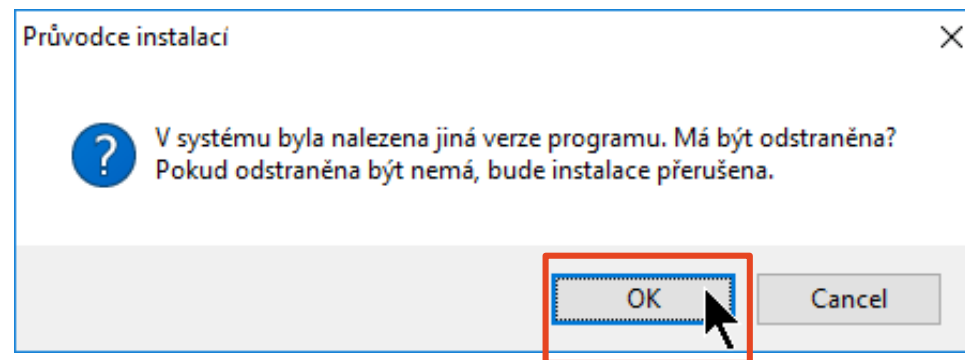 Průvodce instalací
V systému byla nalezena jiná verze programu. Má být odstraněna?
Pokud odstraněna být nemá, bude instalace přerušena.
OK
Cancel